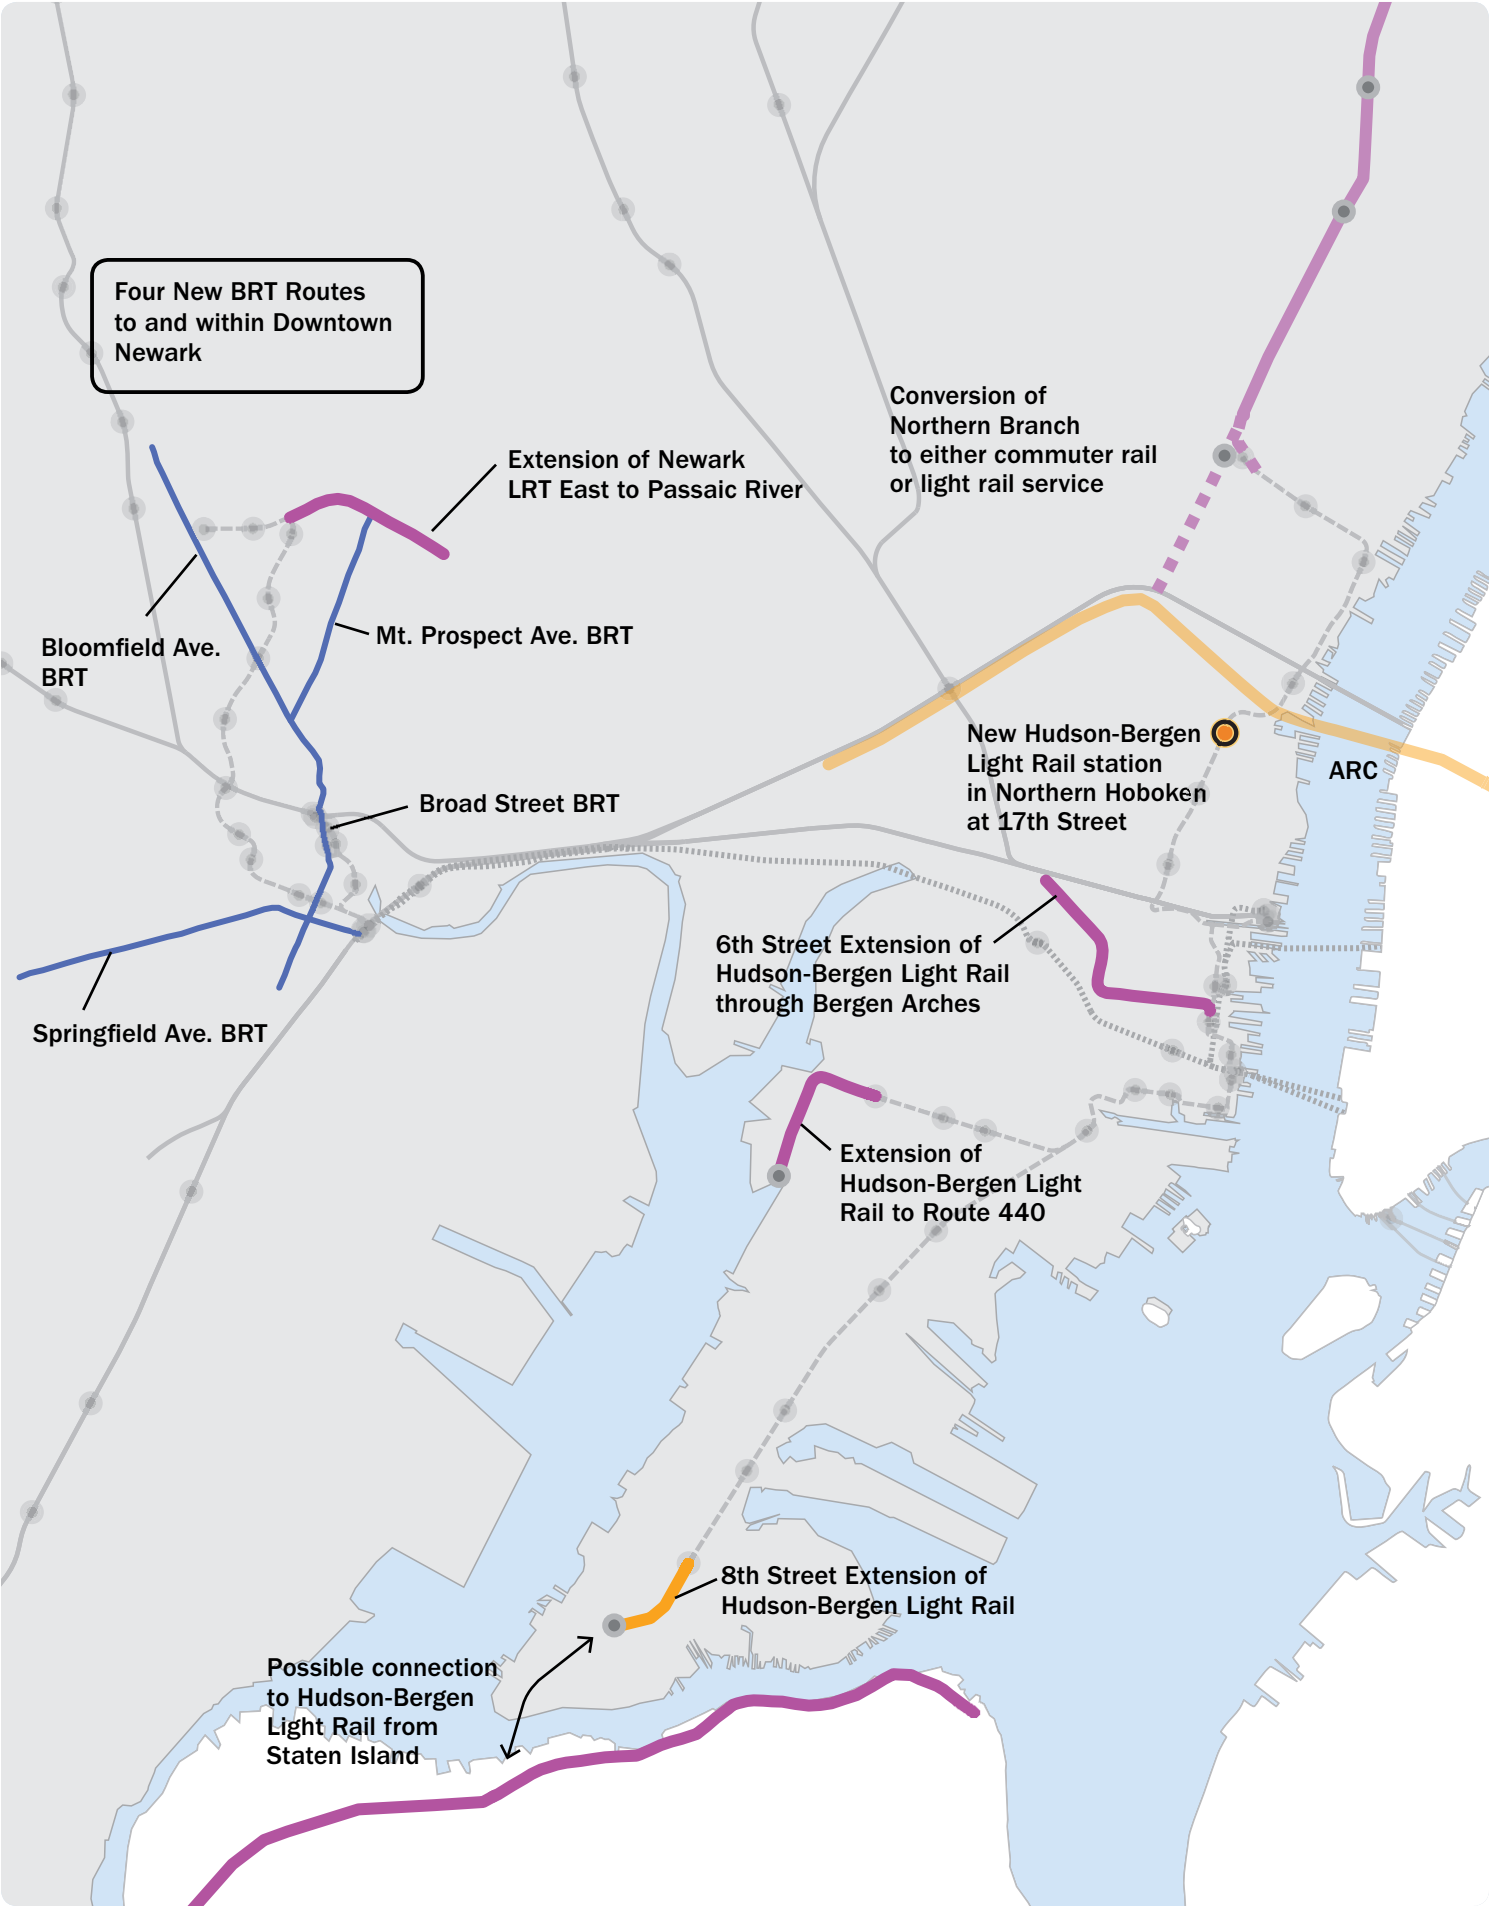 Four New BRT Routes
to and within Downtown
Newark
Conversion of
Northern Branch
to either commuter rail
or light rail service
Extension of Newark
LRT East to Passaic River
Bloomfield Ave.
BRT
Mt. Prospect Ave. BRT
New Hudson-Bergen
Light Rail station
in Northern Hoboken
at 17th Street
ARC
Broad Street BRT
6th Street Extension of
Hudson-Bergen Light Rail
through Bergen Arches
Springfield Ave. BRT
Extension of
Hudson-Bergen Light
Rail to Route 440
8th Street Extension of
Hudson-Bergen Light Rail
Possible connection
to Hudson-Bergen
Light Rail from
Staten Island